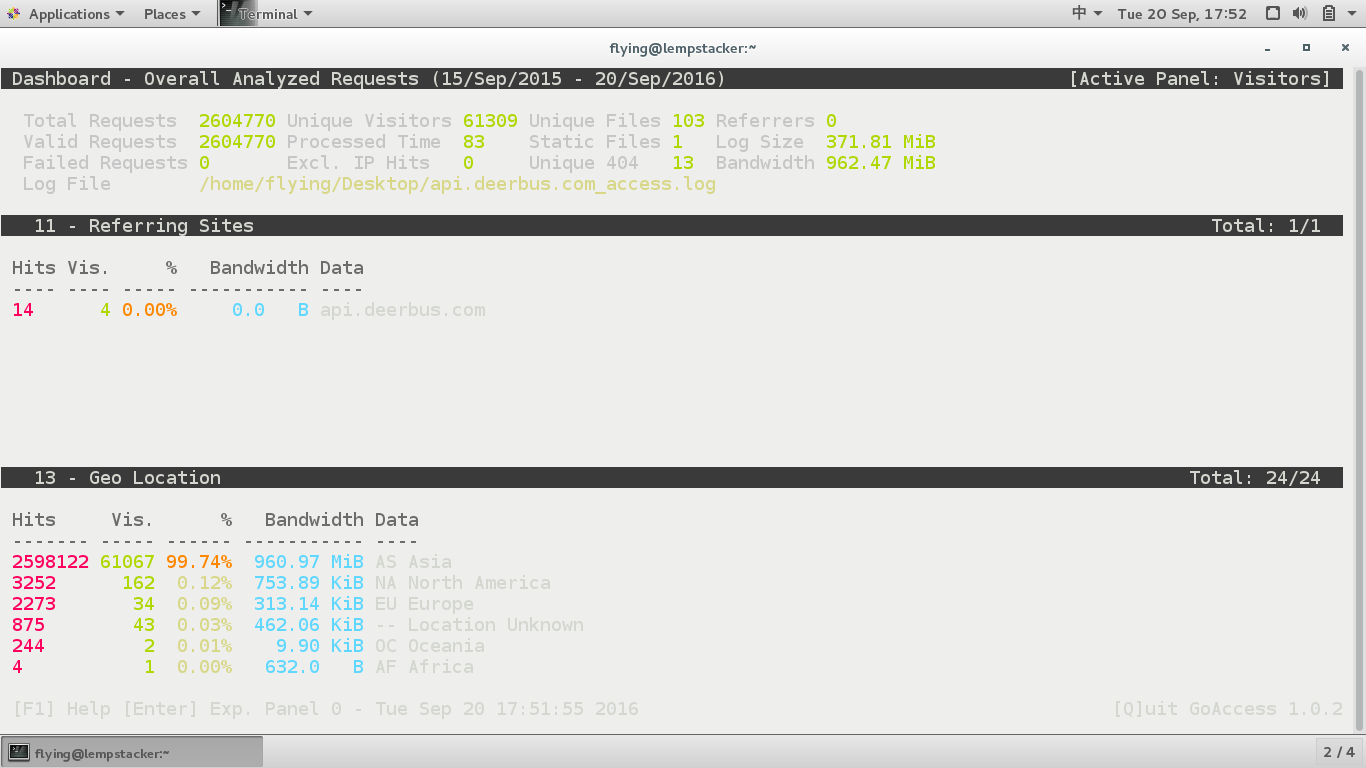 Applications Places Terminal 中 Tue 20 Sep, 17:52
flying@lempstacker:~
Dashboard - Overall Analyzed Requests (15/Sep/2015 - 20/Sep/2016) [Active Panel: Visitors]
Total Requests 2604770 Unique Visitors 61309 Unique Files 103 Referrers 0
Valid Requests 2604770 Processed Time 83 Static Files 1 Log Size 371.81 MiB
Failed Requests 0 Excl. IP Hits 0 Unique 404 13 Bandwidth 962.47 MiB
Log File /home/flying/Desktop/api.deerbus.com_access.log
11 - Referring Sites Total: 1/1
Hits Vis. % Bandwidth Data
---- ---- ----- ----------- ----
14 4 0.00% 0.0 B api.deerbus.com
13 - Geo Location Total: 24/24
Hits Vis. % Bandwidth Data
------- ----- ------ ----------- ----
2598122 61067 99.74% 960.97 MiB AS Asia
3252 162 0.12% 753.89 KiB NA North America
2273 34 0.09% 313.14 KiB EU Europe
875 43 0.03% 462.06 KiB -- Location Unknown
244 2 0.01% 9.90 KiB OC Oceania
4 1 0.00% 632.0 B AF Africa
[F1] Help [Enter] Exp. Panel 0 - Tue Sep 20 17:51:55 2016 [Q]uit GoAccess 1.0.2
flying@lempstacker:~ 2 / 4